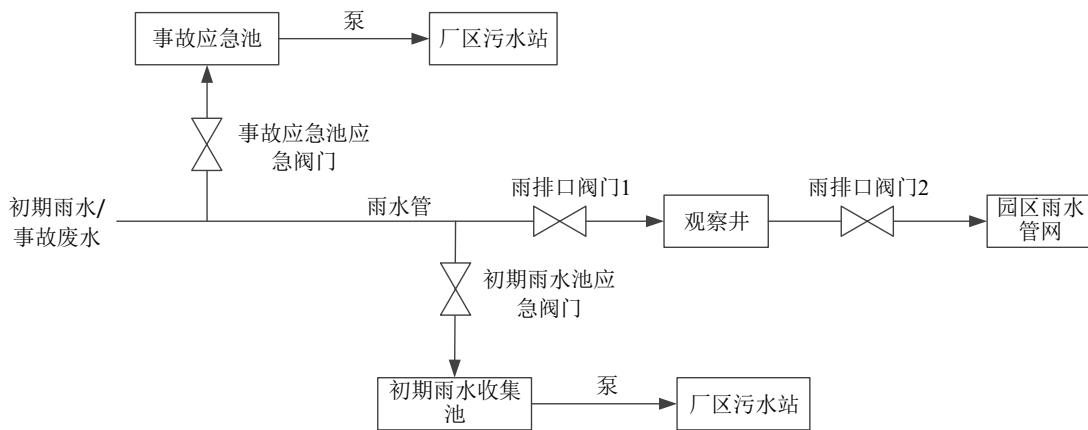 泵
事故应急池
厂区污水站
事故应急池应
急阀门
雨排口阀门1
雨排口阀门2
初期雨水/
事故废水
雨水管
观察井
园区雨水
管网
初期雨水池应
急阀门
初期雨水收集
池
泵
厂区污水站